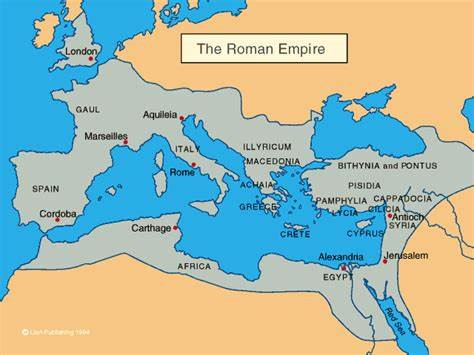 The Roman Empire
London
GAUL
Aquileia
Marseilles
ITALY
ILLYRICUM
MACEDONIA
BITHYNIA and PONTUS
Rome
SPAIN
ACHAIA
PISIDIA
CAPPADOCIA
PAMPHYLIA
CILICIA
GREECE
LYCIA
Antioch
Cordoba
SYRIA
Carthage
CRETE
CYPRUS
Alexandria
Jerusalem
AFRICA
EGYPT
Red Sea
Publishing 1994